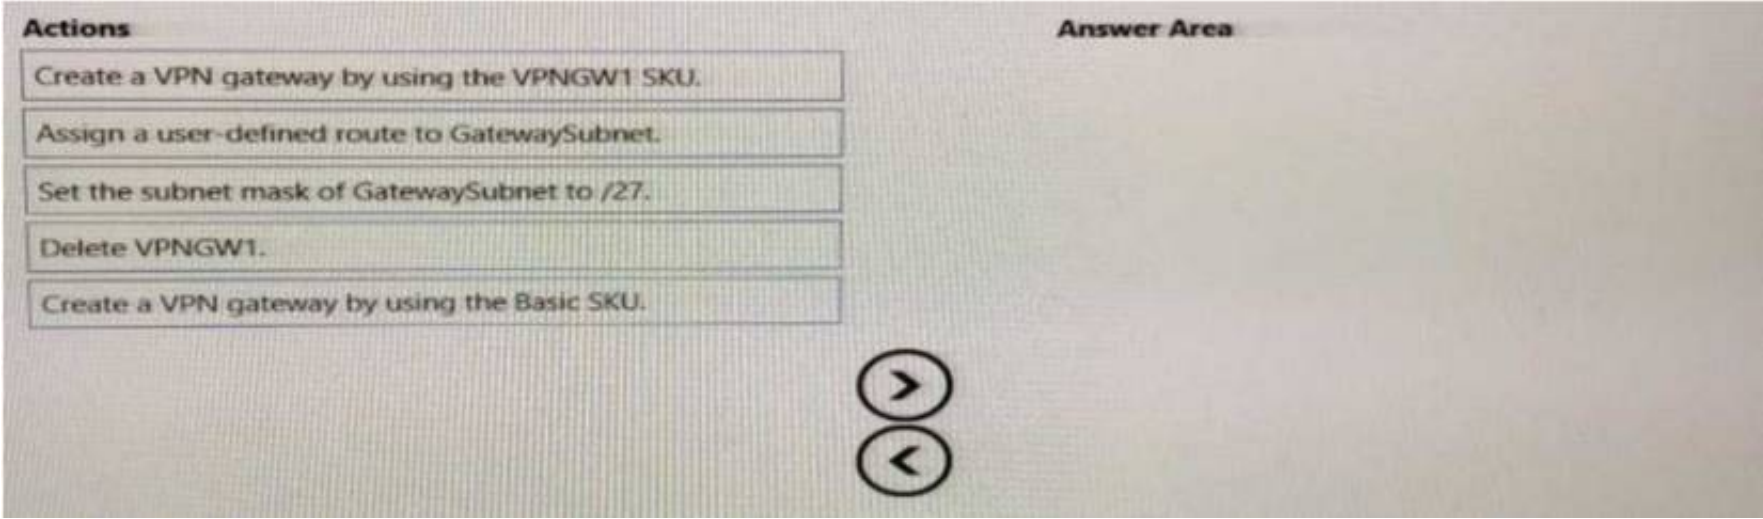 Actions
Answer Area
Create a VPN gateway by using the VPNGW1 SKU.
Assign a user-defined route to GatewaySubnet.
Set the subnet mask of GatewaySubnet to /27.
Delete VPNGW1.
Create a VPN gateway by using the Basic SKU.